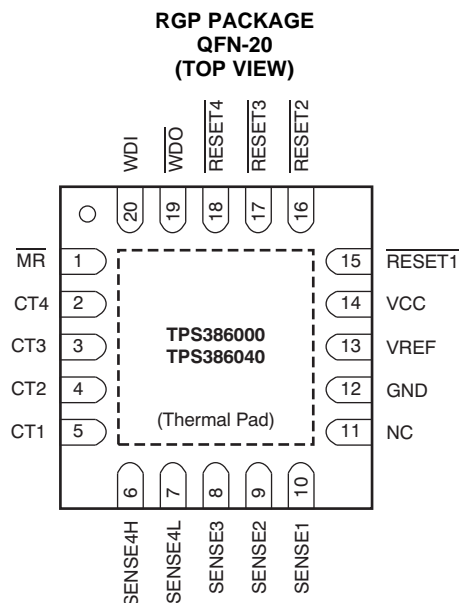 RGP PACKAGE
QFN-20
(TOP VIEW)
WDI
WDO
RESET4
RESET3
RESET2
20
19
18
17
16
MR 1
CT4 2
CT3 3
CT2 4
CT1 5
15 RESET1
14 VCC
13 VREF
12 GND
11 NC
TPS386000
TPS386040
(Thermal Pad)
6
7
8
9
10
SENSE4H
SENSE4L
SENSE3
SENSE2
SENSE1